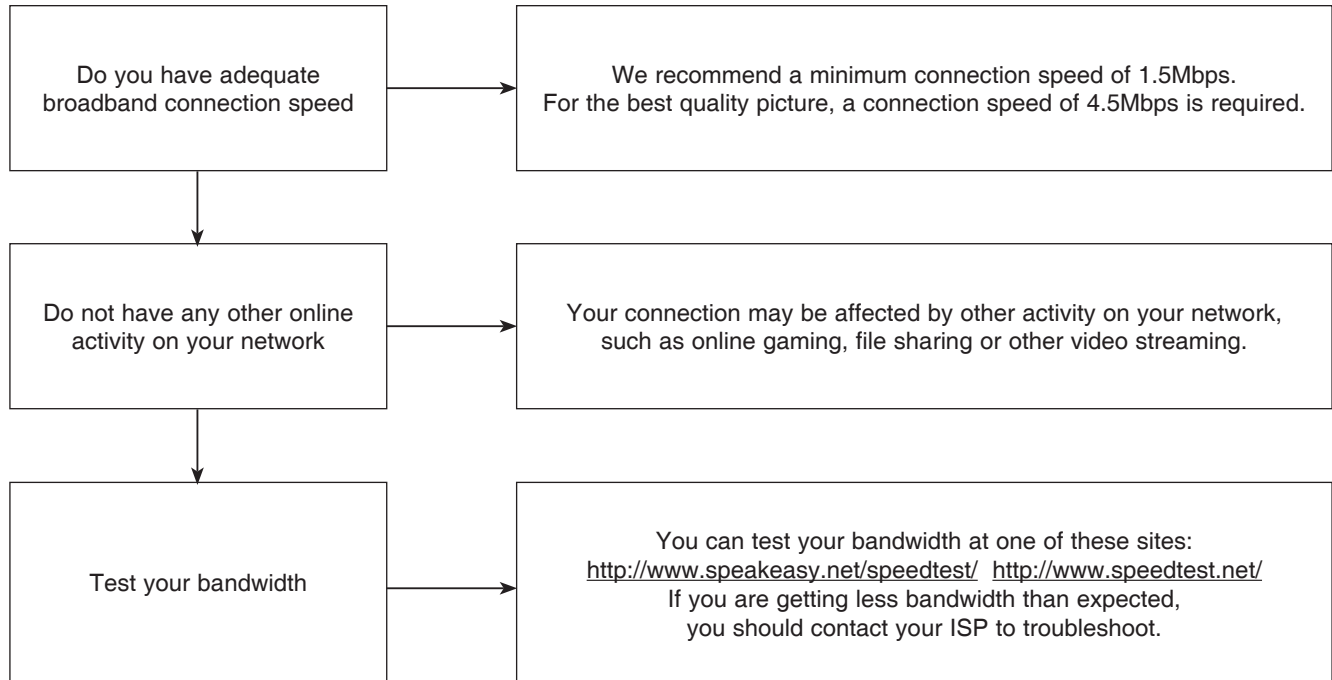 Do you have adequate
broadband connection speed
We recommend a minimum connection speed of 1.5Mbps.
For the best quality picture, a connection speed of 4.5Mbps is required.
Do not have any other online
activity on your network
Your connection may be affected by other activity on your network,
such as online gaming, file sharing or other video streaming.
Test your bandwidth
You can test your bandwidth at one of these sites:
http://www.speakeasy.net/speedtest/ http://www.speedtest.net/
If you are getting less bandwidth than expected,
you should contact your ISP to troubleshoot.